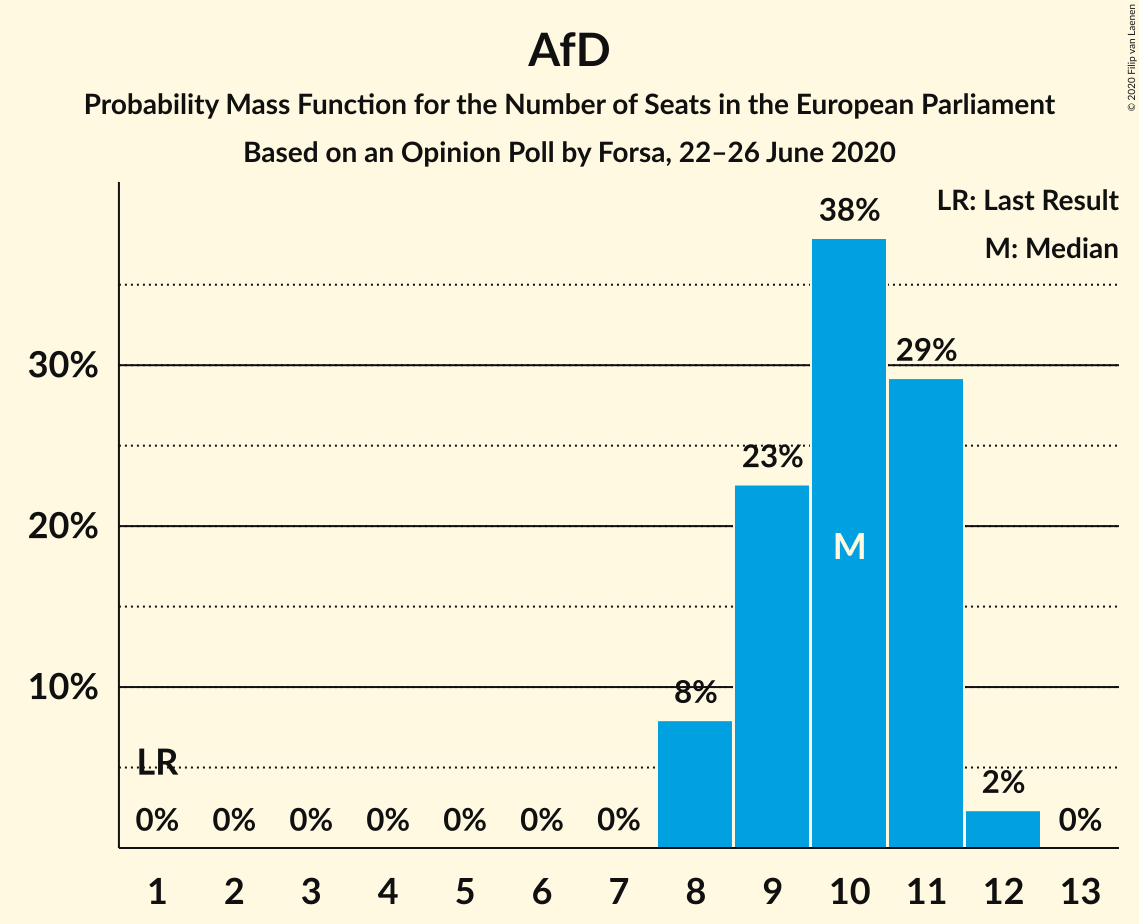 AfD
Probability Mass Function for the Number of Seats in the European Parliament
Based on an Opinion Poll by Forsa, 22–26 June 2020
© 2020 Filip van Laenen
LR: Last Result
M: Median
38%
29%
23%
8%
2%
30%
20%
10%
M
LR
0% 0% 0% 0% 0% 0% 0% 0%
1 2 3 4 5 6 7 8 9 10 11 12 13